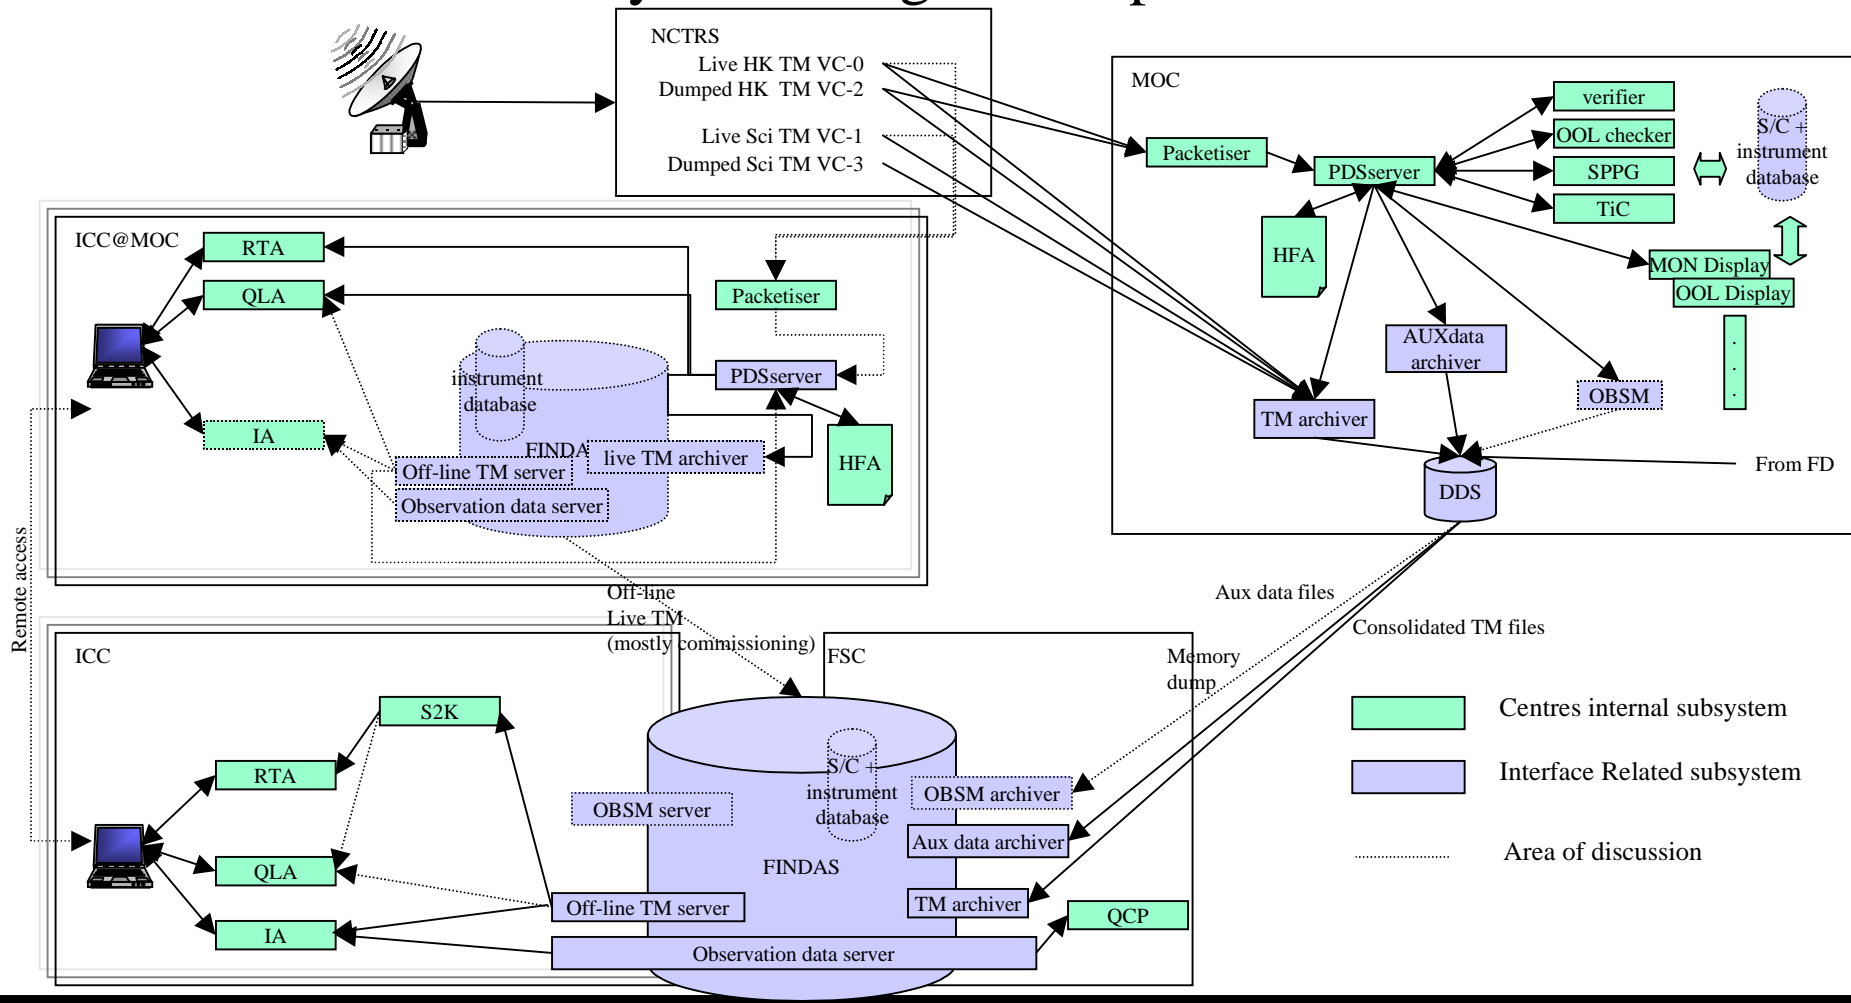 NCTRS
Live HK TM VC-0
Dumped HK TM VC-2
Live Sci TM VC-1
Dumped Sci TM VC-3
MOC
verifier
OOL checker
SPPG
TiC
S/C +
instrument
database
Packetiser
PDSserver
HFA
MON Display
OOL Display
.
.
.
AUXdata
archiver
OBSM
TM archiver
DDS
From FD
ICC@MOC
RTA
QLA
IA
Packetiser
PDSserver
HFA
instrument
database
FINDA
live TM archiver
Off-line TM server
Observation data server
Remote access
Off-line
Live TM
(mostly commissioning)
Aux data files
Consolidated TM files
Memory
dump
ICC
S2K
RTA
QLA
IA
FSC
S/C +
instrument
database
FINDAS
OBSM server
OBSM archiver
Aux data archiver
TM archiver
Off-line TM server
Observation data server
QCP
Centres internal subsystem
Interface Related subsystem
Area of discussion